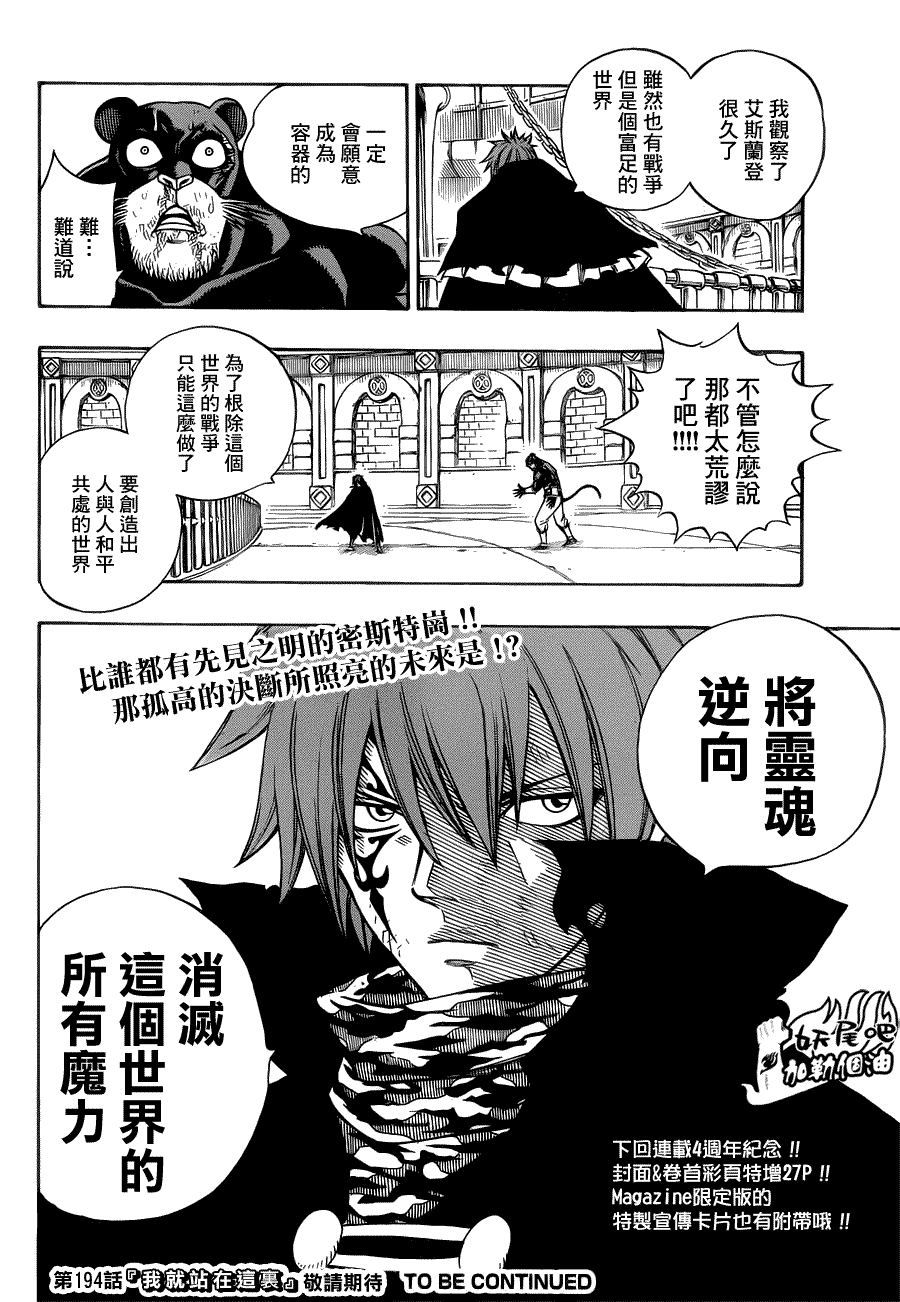 我觀察了
艾斯蘭登
很久了
雖然也有戰爭
但是個富足的
世界
一定
會願意
成為
容器的
難…
難道說
不管怎麼說
那都太荒謬
了吧!!!!
為了根除這個
世界的戰爭
只能這麼做了
要創造出
人與人和平
共處的世界
比誰都有先見之明的密斯特崗!!
那孤高的決斷所照亮的未來是!?
將靈魂
逆向
消滅
這個世界的
所有魔力
妖尾吧
加勒個油
下回連載4週年紀念!!
封面&卷首彩頁特增27P!!
Magazine限定版的
特製宣傳卡片也有附帶哦!!
第194話『我就站在這裏』敬請期待 TO BE CONTINUED